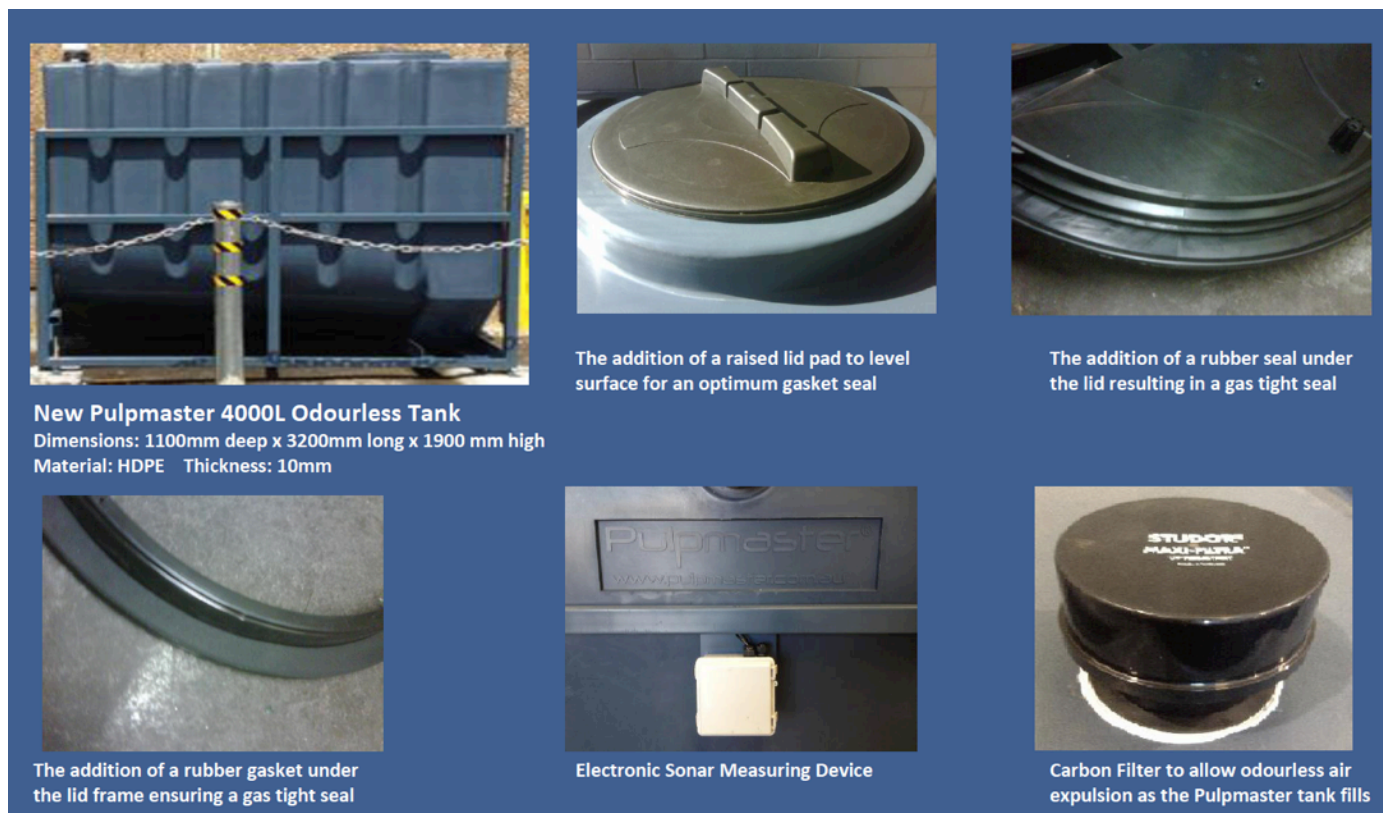 The addition of a raised lid pad to level
surface for an optimum gasket seal
The addition of a rubber seal under
the lid resulting in a gas tight seal
New Pulpmaster 4000L Odourless Tank
Dimensions: 1100mm deep x 3200mm long x 1900 mm high
Material: HDPE Thickness: 10mm
Pulpmaster
www.pulpmaster.com.au
STUDOR
MAXI-FILTRA
The addition of a rubber gasket under
the lid frame ensuring a gas tight seal
Electronic Sonar Measuring Device
Carbon Filter to allow odourless air
expulsion as the Pulpmaster tank fills